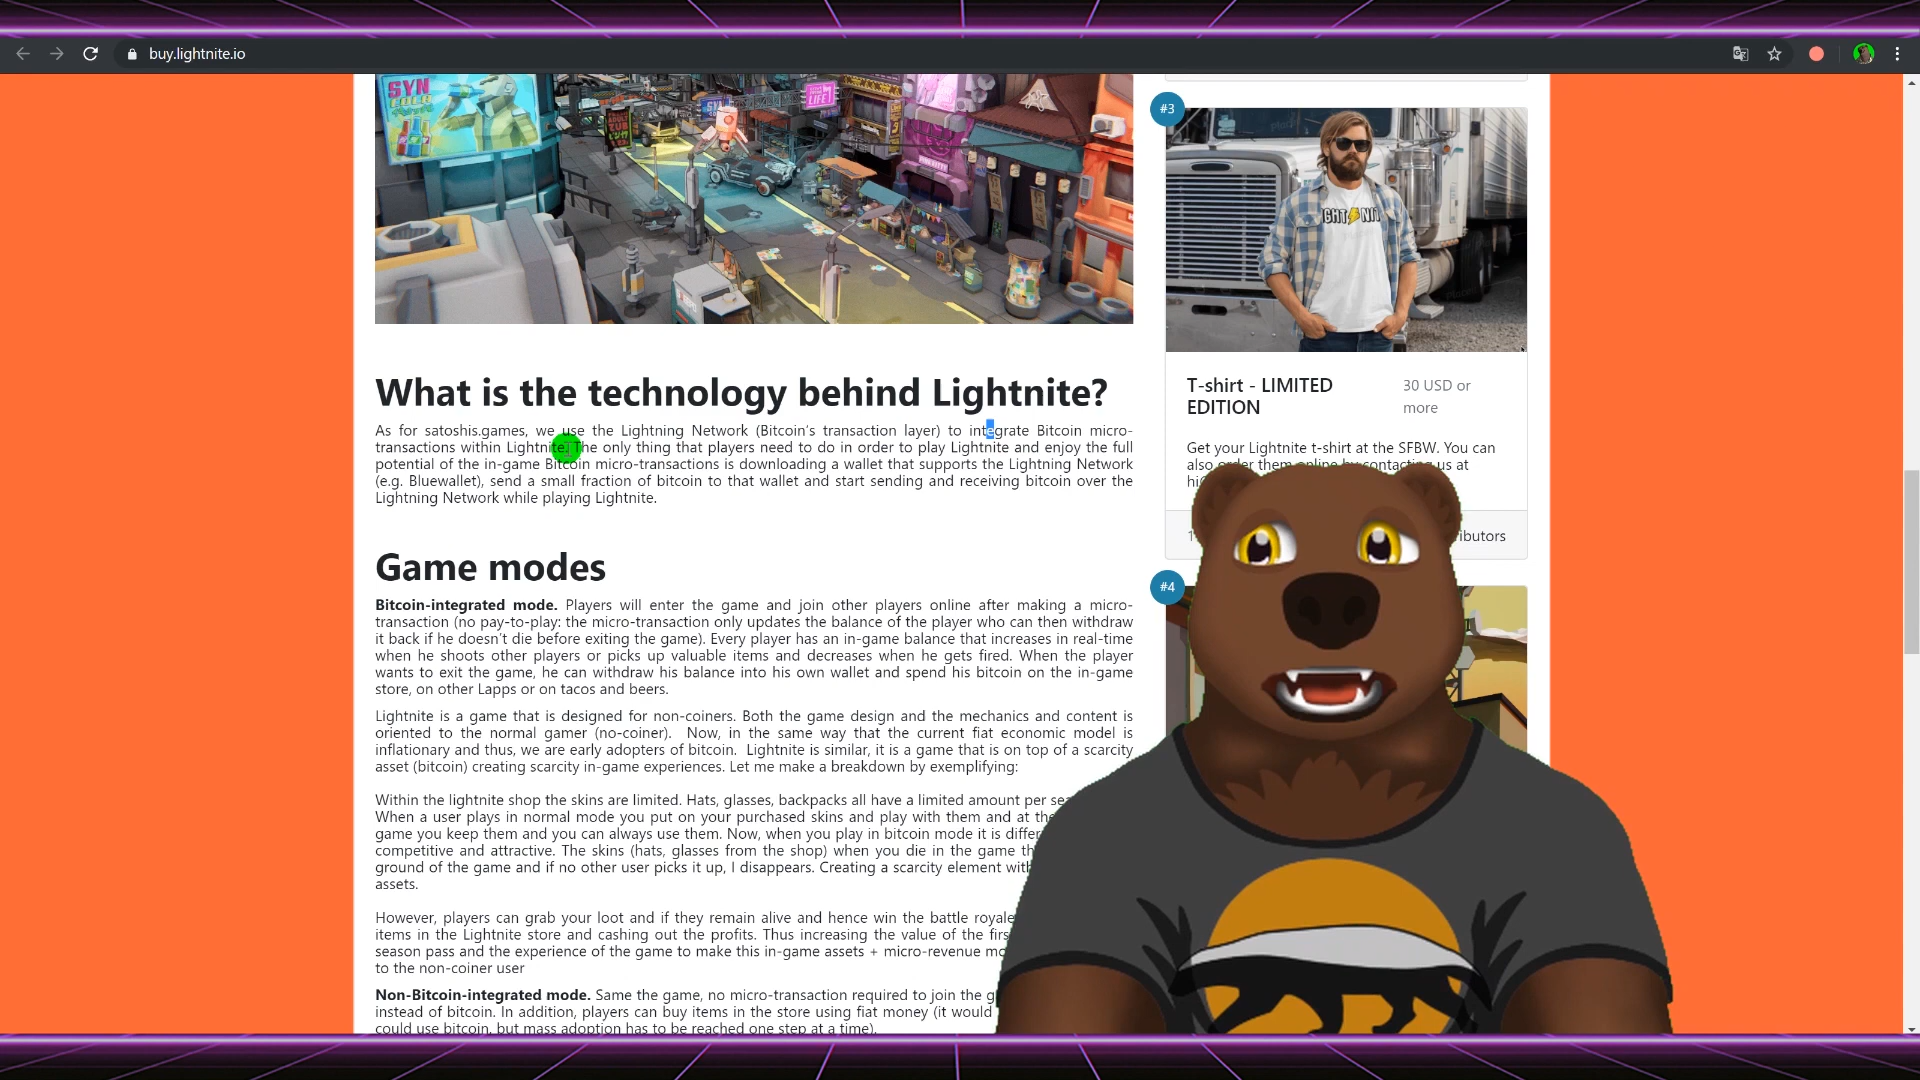 buy.lightnite.io
SYN
LIFE!
#3
GHT NIT
What is the technology behind Lightnite?
As for satoshis.games, we use the Lightning Network (Bitcoin's transaction layer) to integrate Bitcoin micro-
transactions within Lightnite. The only thing that players need to do in order to play Lightnite and enjoy the full
potential of the in-game Bitcoin micro-transactions is downloading a wallet that supports the Lightning Network
(e.g. Bluewallet), send a small fraction of bitcoin to that wallet and start sending and receiving bitcoin over the
Lightning Network while playing Lightnite.
Game modes
Bitcoin-integrated mode. Players will enter the game and join other players online after making a micro-
transaction (no pay-to-play: the micro-transaction only updates the balance of the player who can then withdraw
it back if he doesn't die before exiting the game). Every player has an in-game balance that increases in real-time
when he shoots other players or picks up valuable items and decreases when he gets fired. When the player
wants to exit the game, he can withdraw his balance into his own wallet and spend his bitcoin on the in-game
store, on other Lapps or on tacos and beers.
Lightnite is a game that is designed for non-coiners. Both the game design and the mechanics and content is
oriented to the normal gamer (no-coiner). Now, in the same way that the current fiat economic model is
inflationary and thus, we are early adopters of bitcoin. Lightnite is similar, it is a game that is on top of a scarcity
asset (bitcoin) creating scarcity in-game experiences. Let me make a breakdown by exemplifying:
Within the lightnite shop the skins are limited. Hats, glasses, backpacks all have a limited amount per
When a user plays in normal mode you put on your purchased skins and play with them and at the
game you keep them and you can always use them. Now, when you play in bitcoin mode it is
competitive and attractive. The skins (hats, glasses from the shop) when you die in the game
ground of the game and if no other user picks it up, I disappears. Creating a scarcity element
assets.
However, players can grab your loot and if they remain alive and hence win the battle royale
items in the Lightnite store and cashing out the profits. Thus increasing the value of the
season pass and the experience of the game to make this in-game assets + micro-revenue
to the non-coiner user
Non-Bitcoin-integrated mode. Same the game, no micro-transaction required to join the
instead of bitcoin. In addition, players can buy items in the store using fiat money (it would
could use bitcoin, but mass adoption has to be reached one step at a time).
T-shirt - LIMITED
EDITION
30 USD or
more
Get your Lightnite t-shirt at the SFBW. You can
also order them online by contacting us at
#4